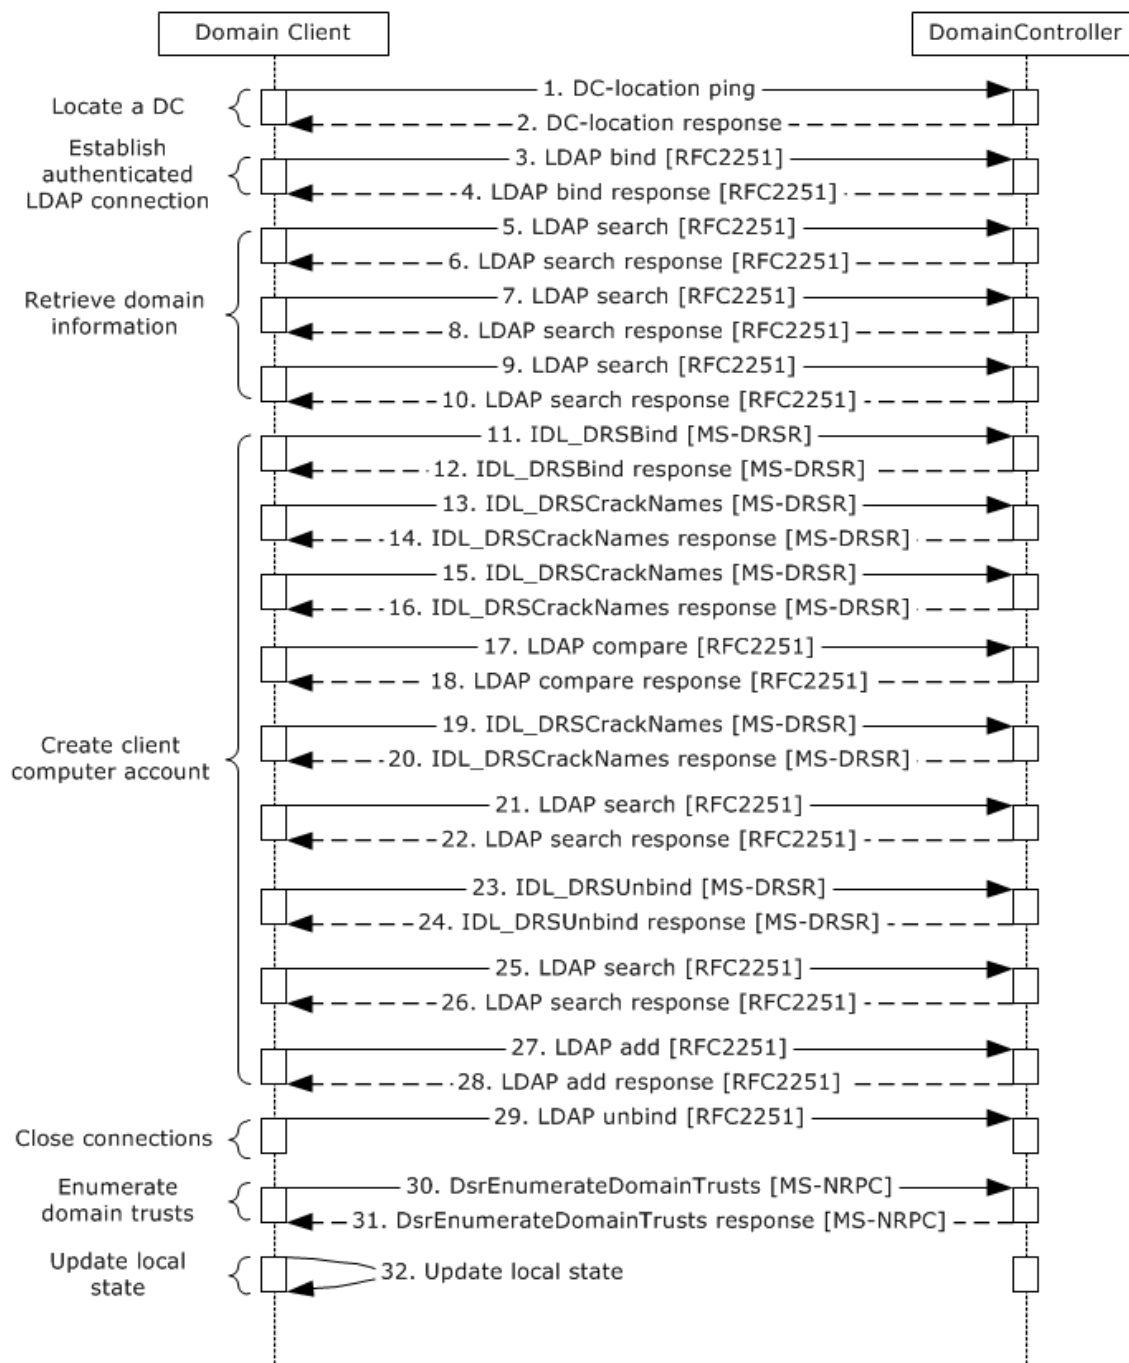 Domain Client
DomainController
Locate a DC
1. DC-location ping
2. DC-location response
Establish
authenticated
LDAP connection
3. LDAP bind [RFC2251]
4. LDAP bind response [RFC2251]
Retrieve domain
information
5. LDAP search [RFC2251]
6. LDAP search response [RFC2251]
7. LDAP search [RFC2251]
8. LDAP search response [RFC2251]
9. LDAP search [RFC2251]
10. LDAP search response [RFC2251]
Create client
computer account
11. IDL_DRSBind [MS-DRSR]
12. IDL_DRSBind response [MS-DRSR]
13. IDL_DRSCrackNames [MS-DRSR]
14. IDL_DRSCrackNames response [MS-DRSR]
15. IDL_DRSCrackNames [MS-DRSR]
16. IDL_DRSCrackNames response [MS-DRSR]
17. LDAP compare [RFC2251]
18. LDAP compare response [RFC2251]
19. IDL_DRSCrackNames [MS-DRSR]
20. IDL_DRSCrackNames response [MS-DRSR]
21. LDAP search [RFC2251]
22. LDAP search response [RFC2251]
23. IDL_DRSUnbind [MS-DRSR]
24. IDL_DRSUnbind response [MS-DRSR]
25. LDAP search [RFC2251]
26. LDAP search response [RFC2251]
27. LDAP add [RFC2251]
28. LDAP add response [RFC2251]
Close connections
29. LDAP unbind [RFC2251]
Enumerate
domain trusts
30. DsrEnumerateDomainTrusts [MS-NRPC]
31. DsrEnumerateDomainTrusts response [MS-NRPC]
Update local
state
32. Update local state